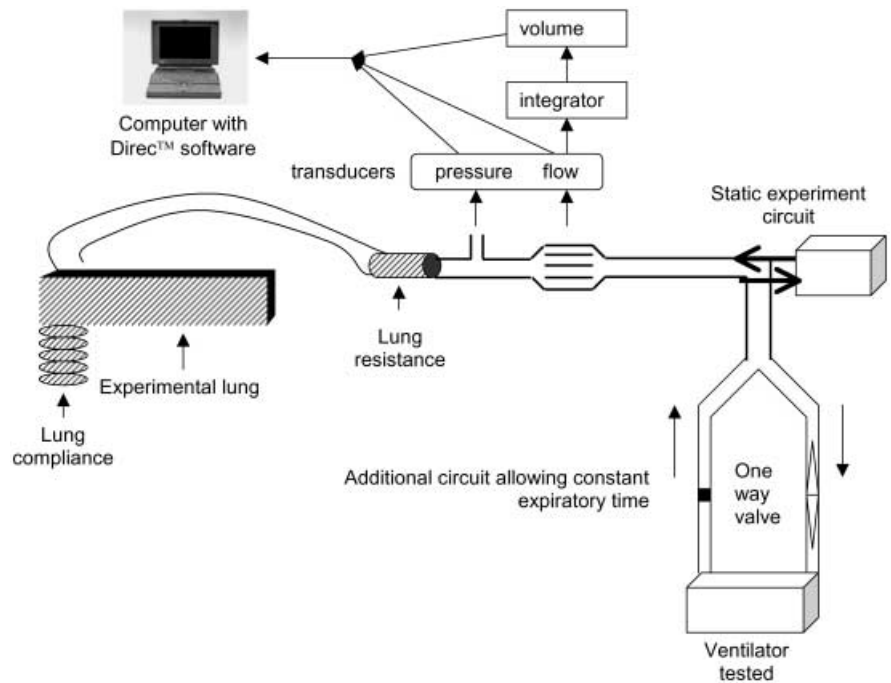 volume
integrator
Computer with
Direc™ software
transducers
pressure
flow
Static experiment
circuit
Lung
resistance
Experimental lung
Lung
compliance
Additional circuit allowing constant
expiratory time
One
way
valve
Ventilator
tested